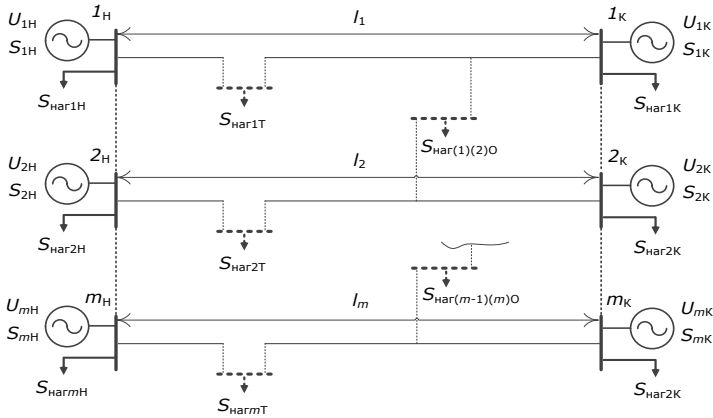 1Н l1 1К
U1Н U1К
S1Н S1К
Sнаг1Н Sнаг1Т Sнаг1К
Sнаг(1)(2)О
2Н l2 2К
U2Н U2К
S2Н S2К
Sнаг2Н Sнаг2Т Sнаг2К
Sнаг(m-1)(m)О
mН lm mК
UmН UmК
SmН SmК
SнагmН SнагmТ Sнаг2К